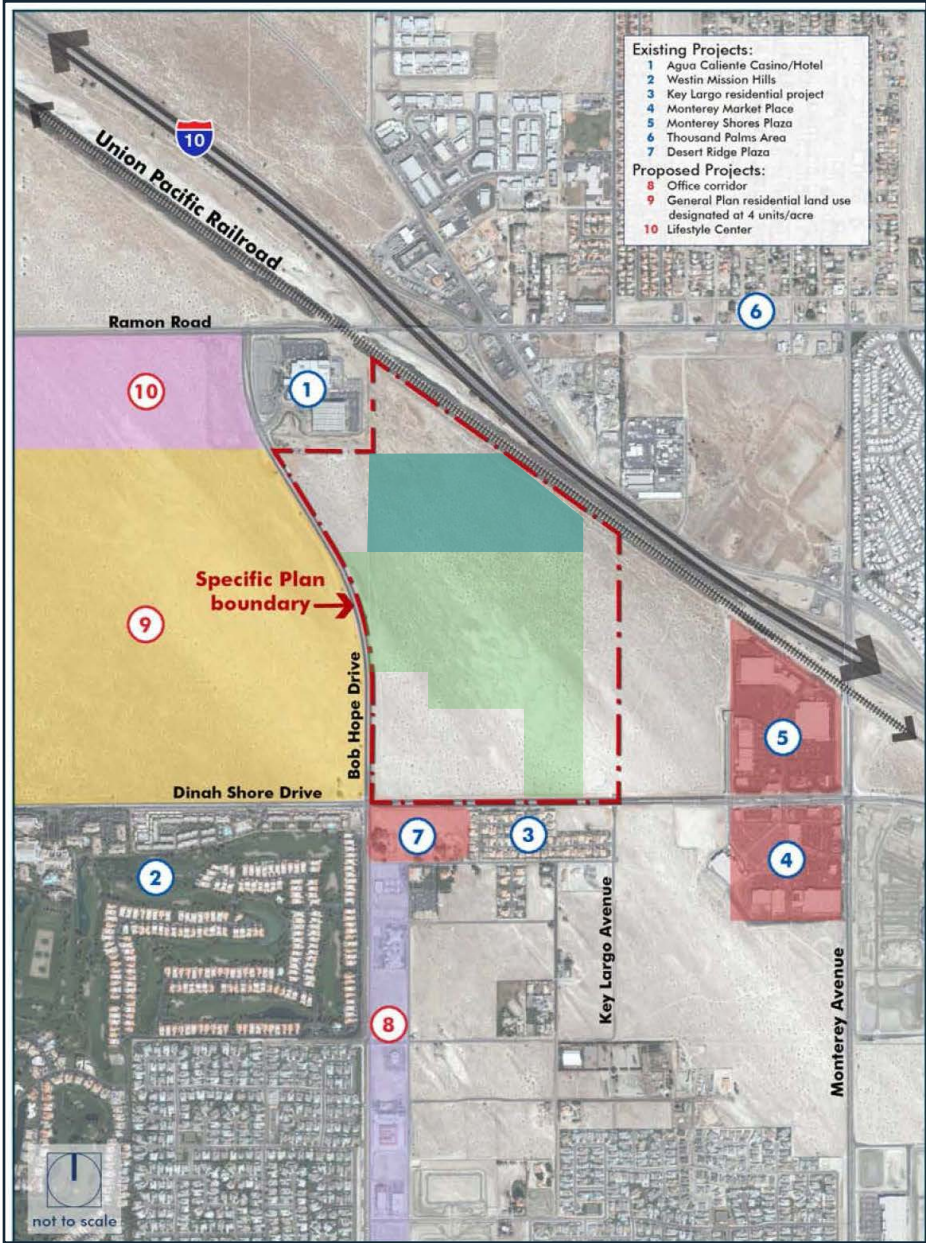 Existing Projects:
1 Agua Caliente Casino/Hotel
2 Westin Mission Hills
3 Key Largo residential project
4 Monterey Market Place
5 Monterey Shores Plaza
6 Thousand Palms Area
7 Desert Ridge Plaza
Proposed Projects:
8 Office corridor
9 General Plan residential land use
designated at 4 units/acre
10 Lifestyle Center
10
Union Pacific Railroad
6
Ramon Road
10
1
Specific Plan
boundary
9
Bob Hope Drive
5
Dinah Shore Drive
7
3
4
2
Key Largo Avenue
8
Monterey Avenue
not to scale